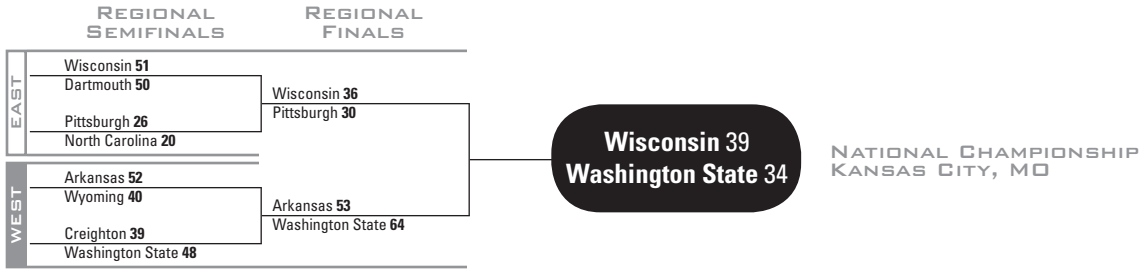 REGIONAL SEMIFINALS
REGIONAL FINALS
EAST
Wisconsin 51
Dartmouth 50
Pittsburgh 26
North Carolina 20
Wisconsin 36
Pittsburgh 30
WEST
Arkansas 52
Wyoming 40
Creighton 39
Washington State 48
Arkansas 53
Washington State 64
Wisconsin 39
Washington State 34
NATIONAL CHAMPIONSHIP
KANSAS CITY, MO